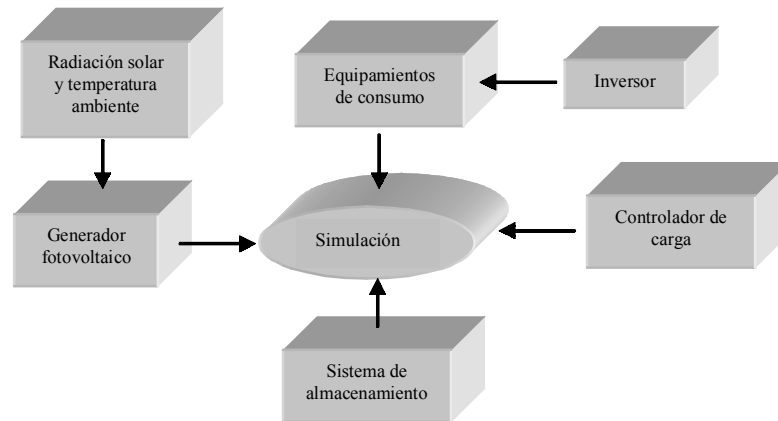 Radiación solar
y temperatura
ambiente
Equipamientos
de consumo
Inversor
Generador
fotovoltaico
Simulación
Controlador de
carga
Sistema de
almacenamiento